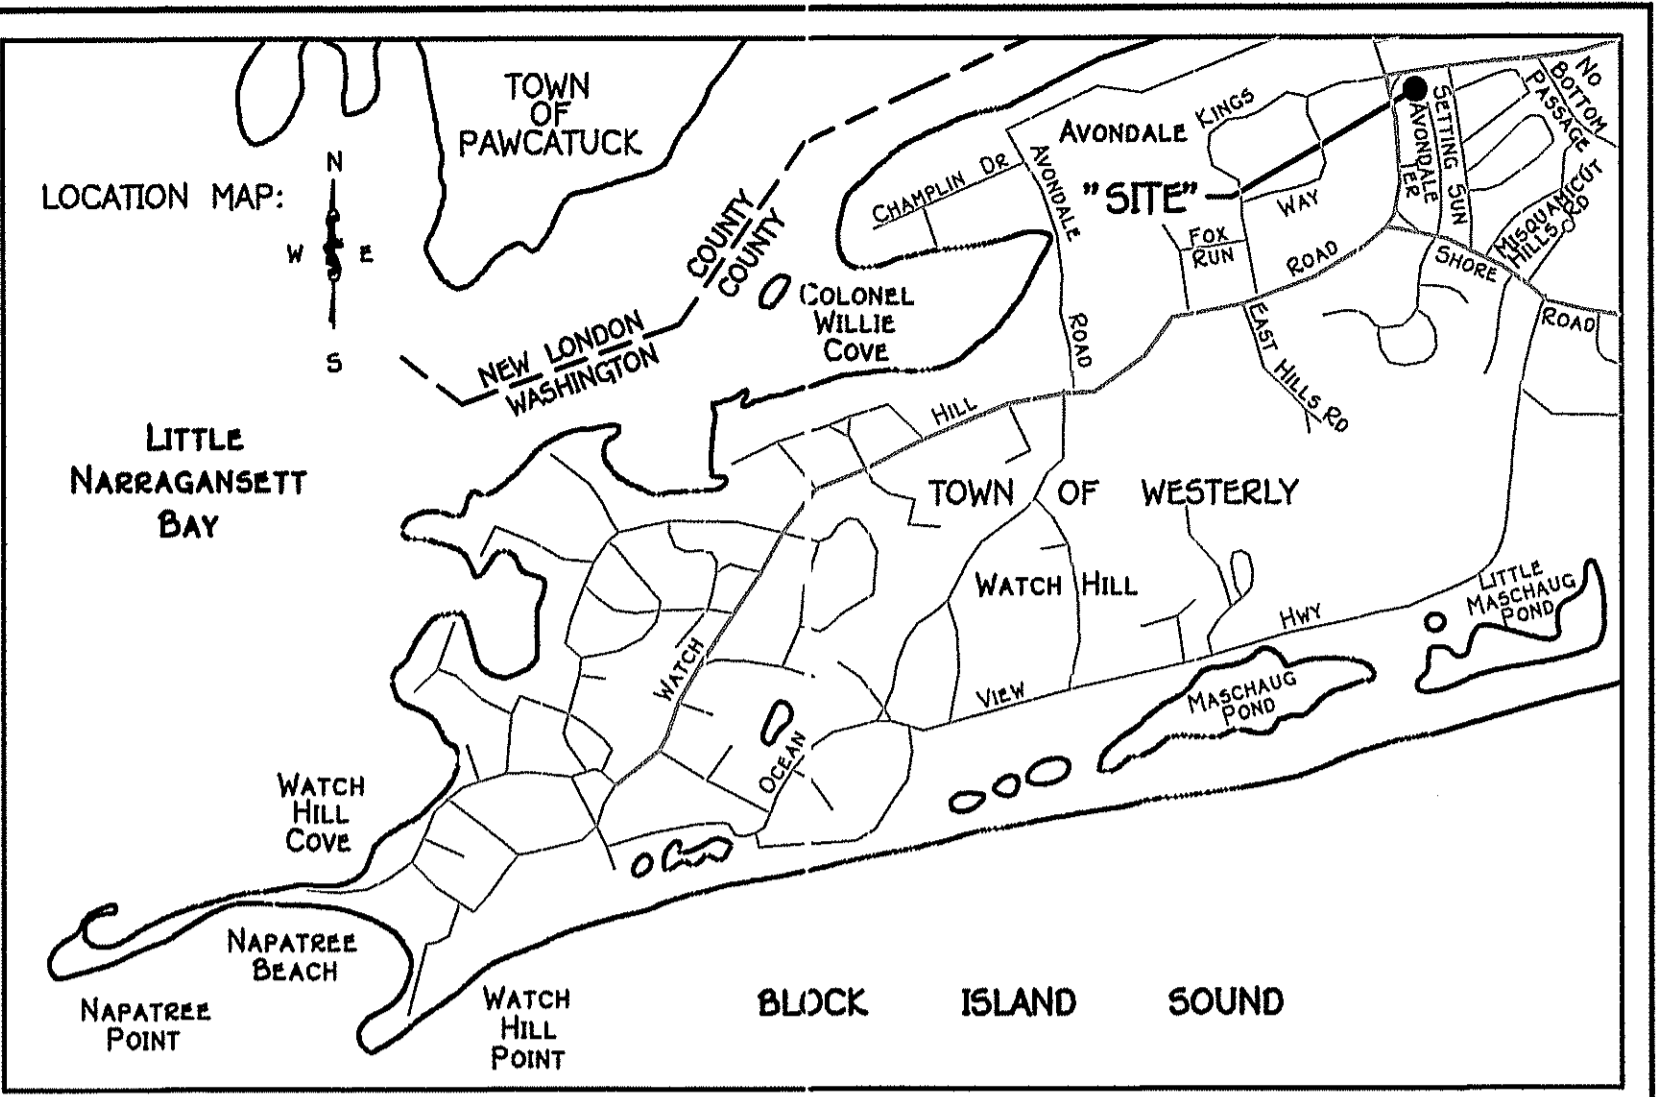 TOWN
OF
PAWCATUCK
LOCATION MAP:
N
W E
S
LITTLE
NARRAGANSETT
BAY
COUNTY
COUNTY
NEW LONDON
WASHINGTON
COLONEL
WILLIE
COVE
CHAMPLIN DR
AVONDALE
ROAD
AVONDALE
KINGS
WAY
"SITE"
FOX
RUN
ROAD
AVONDALE
TER
SETTING SUN
NO
BOTTOM
PASSAGE
MISQUAMICUT
HILLS RD
SHORE
ROAD
EAST HILLS RD
HILL
TOWN OF WESTERLY
WATCH HILL
WATCH
OCEAN
VIEW
HWY
LITTLE
MASCHAUG
POND
MASCHAUG
POND
WATCH
HILL
COVE
NAPATREE
BEACH
NAPATREE
POINT
WATCH
HILL
POINT
BLOCK ISLAND SOUND